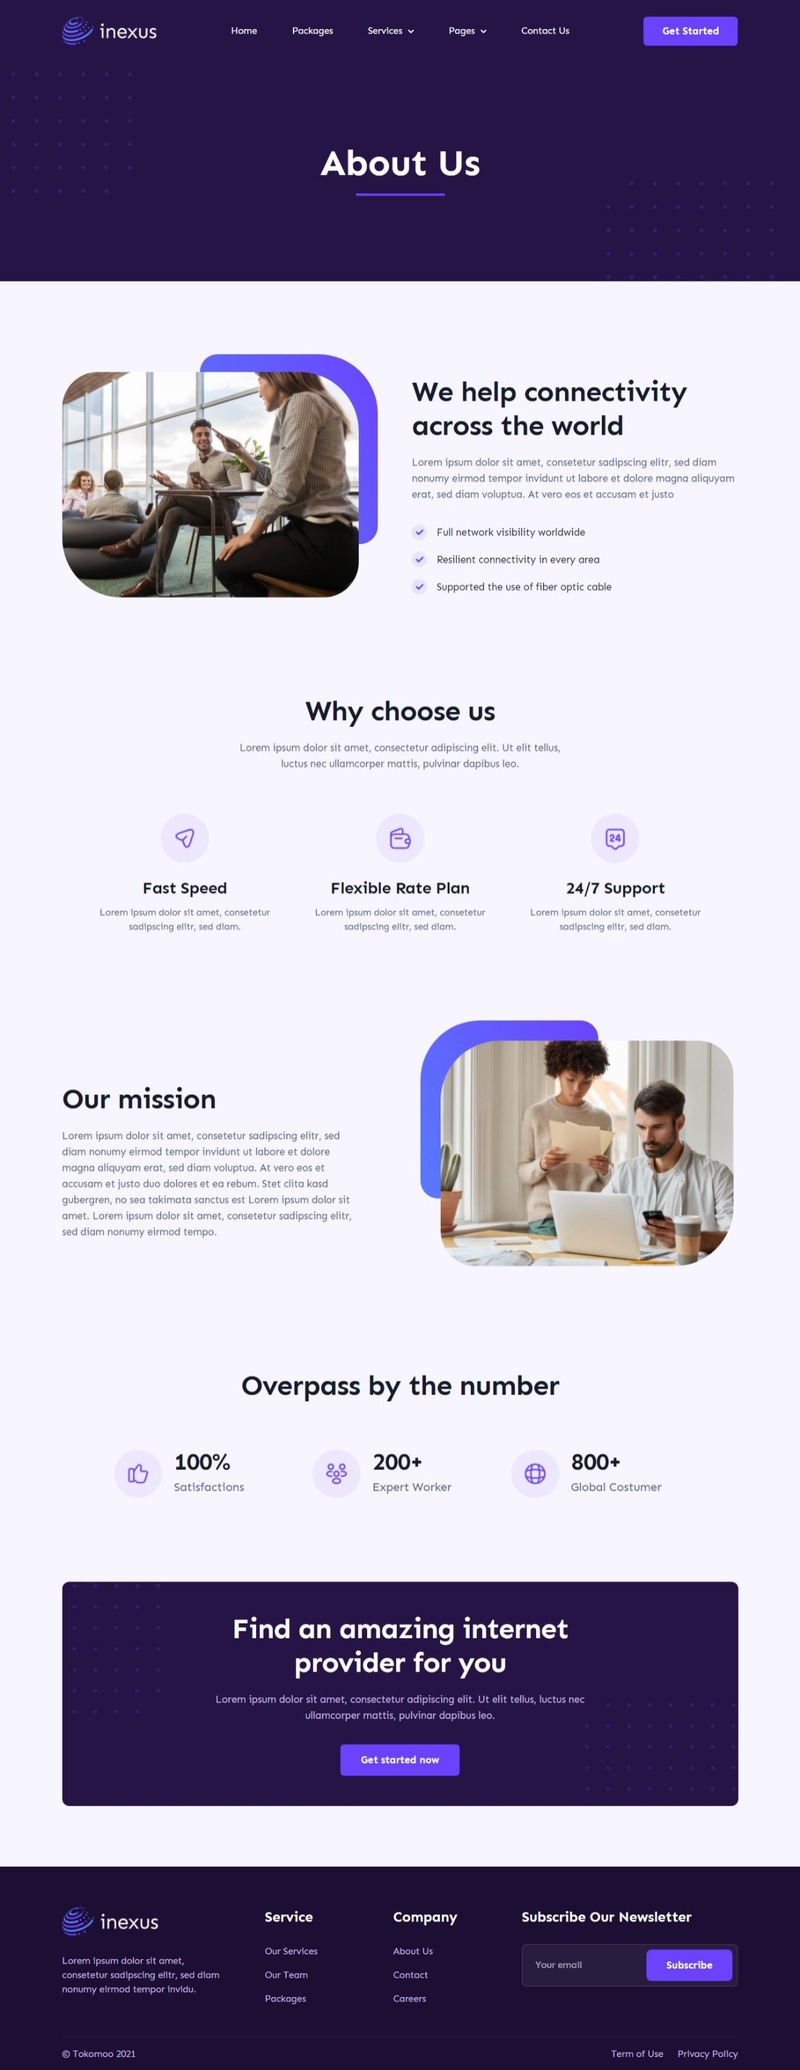 inexus
Home
Packages
Services
Pages
Contact Us
Get Started
About Us
We help connectivity
across the world
Lorem ipsum dolor sit amet, consetetur sadipscing elitr, sed diam
nonumy eirmod tempor invidunt ut labore et dolore magna aliquyam
erat, sed diam voluptua. At vero eos et accusam et justo
Full network visibility worldwide
Resilient connectivity in every area
Supported the use of fiber optic cable
Why choose us
Lorem ipsum dolor sit amet, consectetur adipiscing elit. Ut elit tellus,
luctus nec ullamcorper mattis, pulvinar dapibus leo.
Fast Speed
Lorem ipsum dolor sit amet, consetetur
sadipscing elitr, sed diam.
Flexible Rate Plan
Lorem ipsum dolor sit amet, consetetur
sadipscing elitr, sed diam.
24
24/7 Support
Lorem ipsum dolor sit amet, consetetur
sadipscing elitr, sed diam.
Our mission
Lorem ipsum dolor sit amet, consetetur sadipscing elitr, sed
diam nonumy eirmod tempor invidunt ut labore et dolore
magna aliquyam erat, sed diam voluptua. At vero eos et
accusam et justo duo dolores et ea rebum. Stet clita kasd
gubergren, no sea takimata sanctus est Lorem ipsum dolor sit
amet. Lorem ipsum dolor sit amet, consetetur sadipscing elitr,
sed diam nonumy eirmod tempo.
Overpass by the number
100%
Satisfactions
200+
Expert Worker
800+
Global Costumer
Find an amazing internet
provider for you
Lorem ipsum dolor sit amet, consectetur adipiscing elit. Ut elit tellus, luctus nec
ullamcorper mattis, pulvinar dapibus leo.
Get started now
inexus
Lorem ipsum dolor sit amet,
consetetur sadipscing elitr, sed diam
nonumy eirmod tempor invidu.
Service
Our Services
Our Team
Packages
Company
About Us
Contact
Careers
Subscribe Our Newsletter
Your email
Subscribe
© Tokomoo 2021
Term of Use
Privacy Policy